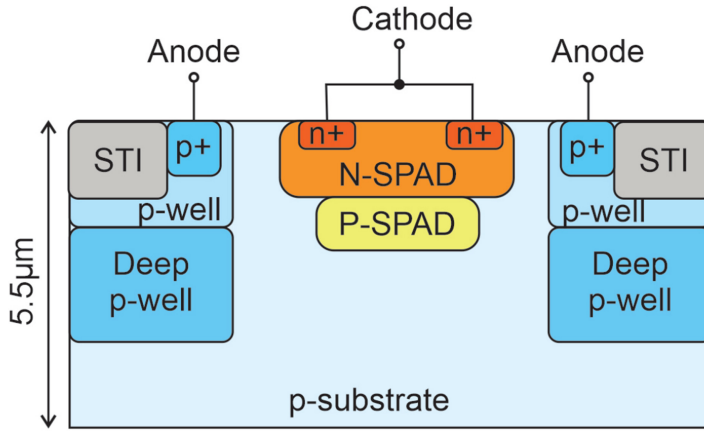 Cathode
Anode
Anode
n+
n+
p+
p+
STI
STI
N-SPAD
p-well
p-well
P-SPAD
Deep
p-well
Deep
p-well
5.5μm
p-substrate